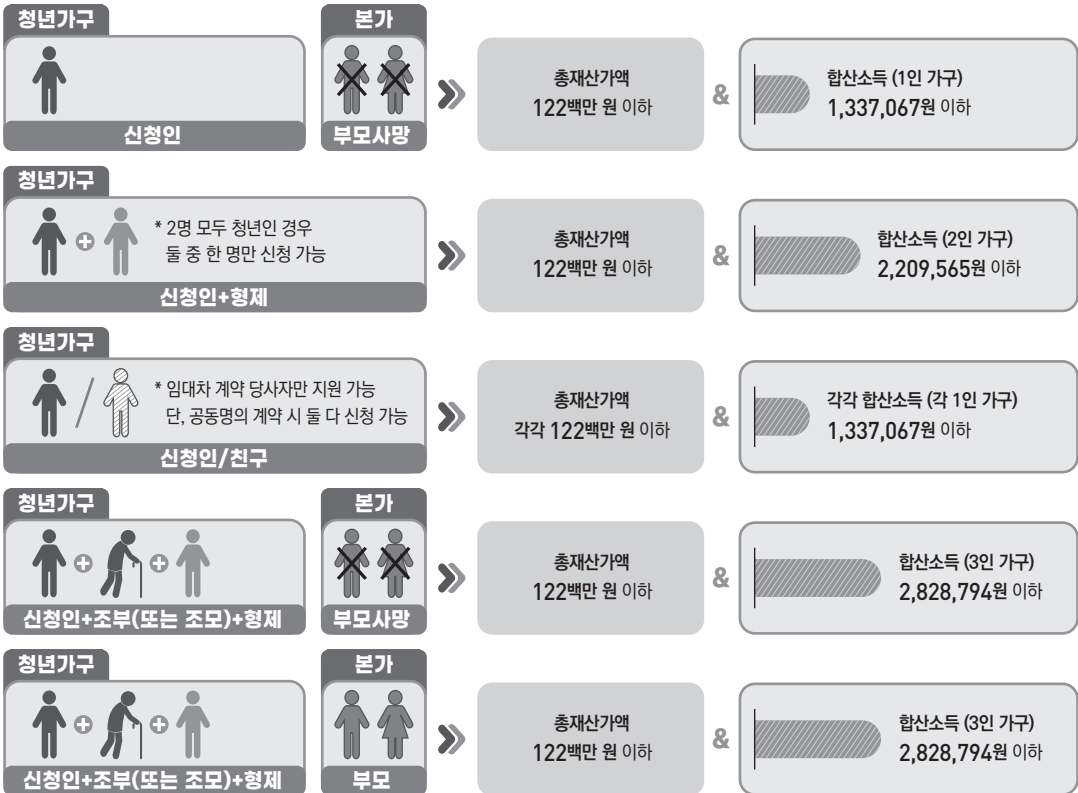 청년가구
본가
신청인
부모사망
총재산가액
122백만 원 이하
&
합산소득 (1인 가구)
1,337,067원 이하
청년가구
* 2명 모두 청년인 경우
둘 중 한 명만 신청 가능
신청인+형제
총재산가액
122백만 원 이하
&
합산소득 (2인 가구)
2,209,565원 이하
청년가구
* 임대차 계약 당사자만 지원 가능
단, 공동명의 계약 시 둘 다 신청 가능
신청인/친구
총재산가액
각각 122백만 원 이하
&
각각 합산소득 (각 1인 가구)
1,337,067원 이하
청년가구
본가
신청인+조부(또는 조모)+형제
부모사망
총재산가액
122백만 원 이하
&
합산소득 (3인 가구)
2,828,794원 이하
청년가구
본가
신청인+조부(또는 조모)+형제
부모
총재산가액
122백만 원 이하
&
합산소득 (3인 가구)
2,828,794원 이하